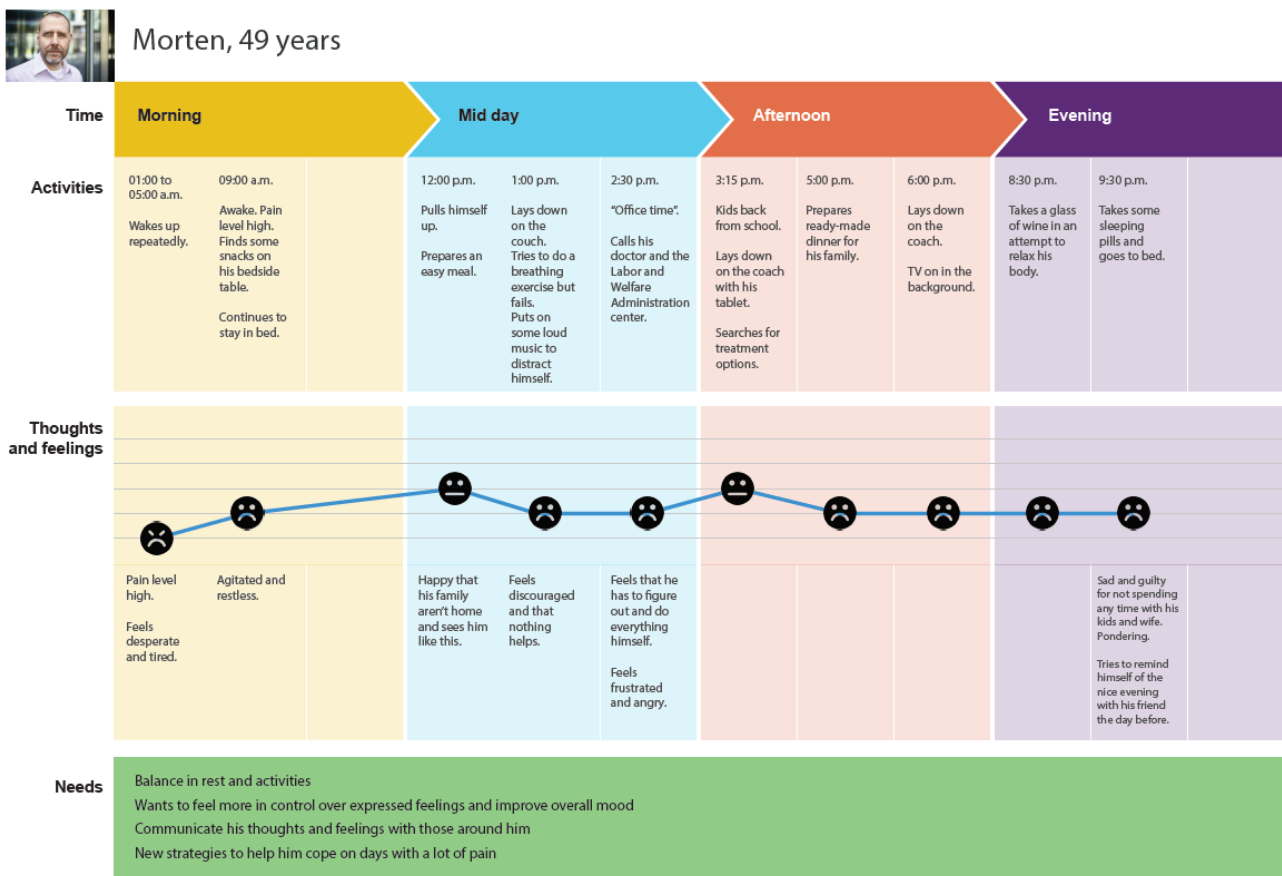 Morten, 49 years
Time
Morning
Mid day
Afternoon
Evening
Activities
01:00 to
05:00 a.m.
Wakes up
repeatedly.
09:00 a.m.
Awake. Pain
level high.
Finds some
snacks on
his bedside
table.
Continues to
stay in bed.
12:00 p.m.
Pulls himself
up.
Prepares an
easy meal.
1:00 p.m.
Lays down
on the
couch.
Tries to do a
breathing
exercise but
fails.
Puts on
some loud
music to
distract
himself.
2:30 p.m.
“Office time”.
Calls his
doctor and the
Labor and
Welfare
Administration
center.
3:15 p.m.
Kids back
from school.
Lays down
on the coach
with his
tablet.
Searches for
treatment
options.
5:00 p.m.
Prepares
ready-made
dinner for
his family.
6:00 p.m.
Lays down
on the
coach.
TV on in the
background.
8:30 p.m.
Takes a glass
of wine in an
attempt to
relax his
body.
9:30 p.m.
Takes some
sleeping
pills and
goes to bed.
Thoughts
and feelings
Pain level
high.
Feels
desperate
and tired.
Agitated and
restless.
Happy that
his family
aren't home
and sees him
like this.
Feels
discouraged
and that
nothing
helps.
Feels that he
has to figure
out and do
everything
himself.
Feels
frustrated
and angry.
Sad and guilty
for not spending
any time with his
kids and wife.
Pondering.
Tries to remind
himself of the
nice evening
with his friend
the day before.
Needs
Balance in rest and activities
Wants to feel more in control over expressed feelings and improve overall mood
Communicate his thoughts and feelings with those around him
New strategies to help him cope on days with a lot of pain